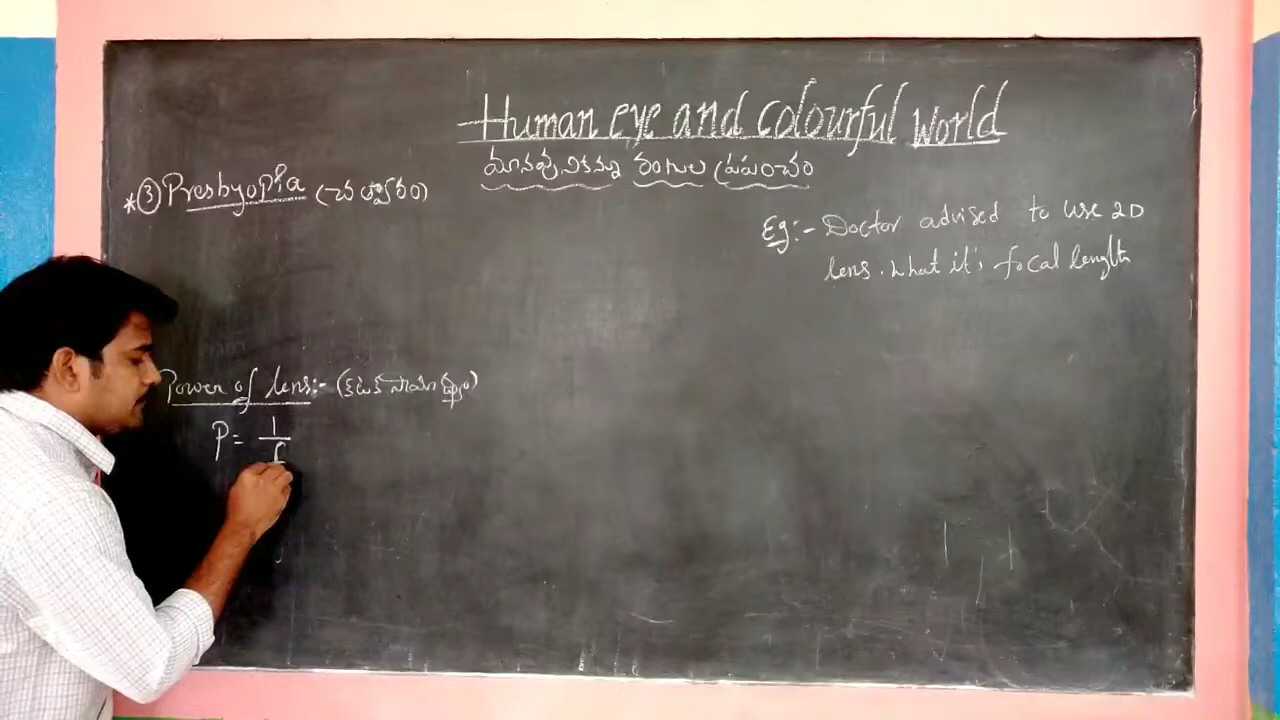 Human eye and colourful world
మానవుని కన్ను రంగుల ప్రపంచం
*③ Presbyopia (చత్వారం)
Eg:- Doctor advised to use 2D
lens. what it's focal length
Power of lens:- (కటక సామర్థ్యం)
P = 1/f